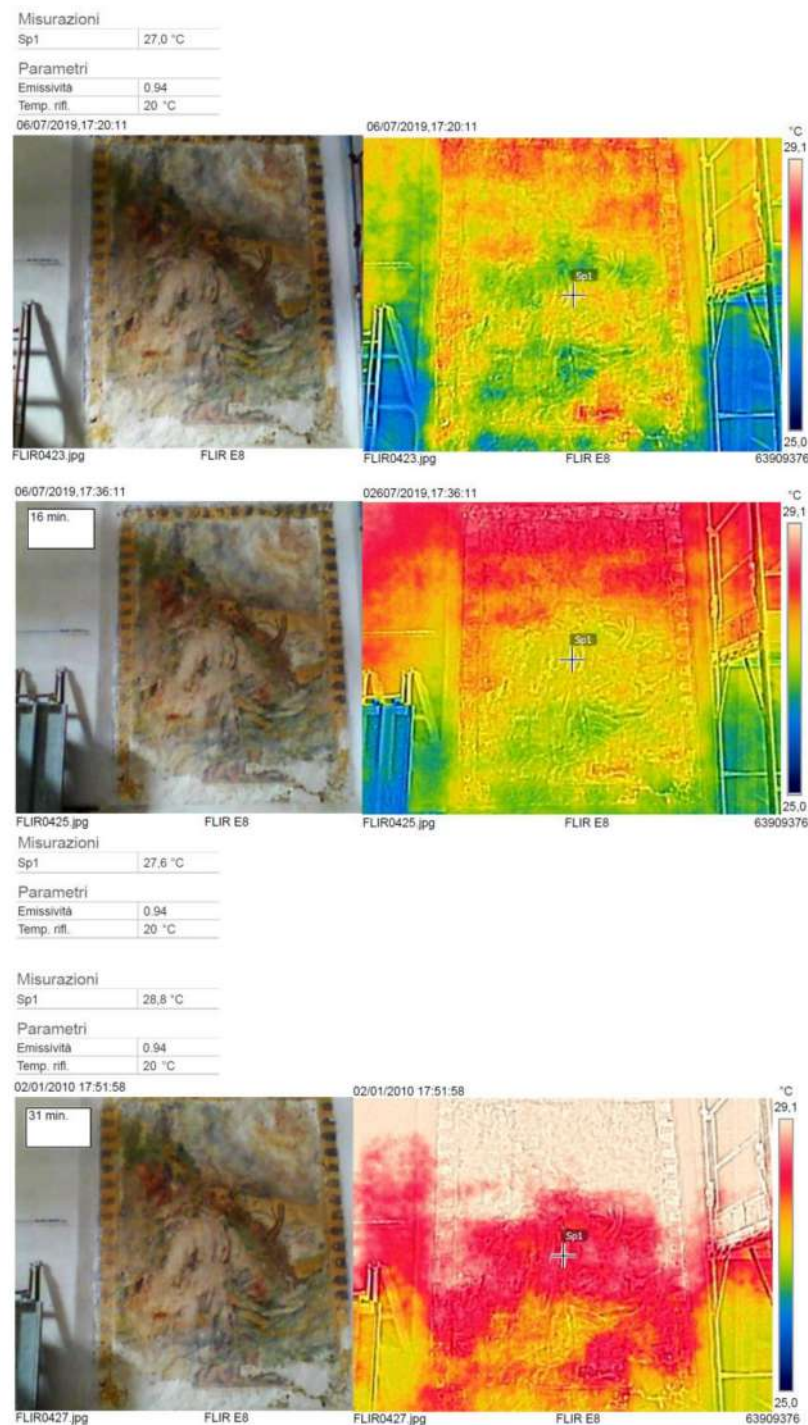 Misurazioni
Sp1 27,0 °C
Parametri
Emissività 0.94
Temp. rifl. 20 °C
06/07/2019,17:20:11 06/07/2019,17:20:11 °C
29,1
Sp1
25,0
FLIR0423.jpg FLIR E8 FLIR0423.jpg FLIR E8 63909376
06/07/2019,17:36:11 02607/2019,17:36:11 °C
16 min. 29,1
Sp1
25,0
FLIR0425.jpg FLIR E8 FLIR0425.jpg FLIR E8 63909376
Misurazioni
Sp1 27,6 °C
Parametri
Emissività 0.94
Temp. rifl. 20 °C
Misurazioni
Sp1 28,8 °C
Parametri
Emissività 0.94
Temp. rifl. 20 °C
02/01/2010 17:51:58 02/01/2010 17:51:58 °C
31 min. 29,1
Sp1
25,0
FLIR0427.jpg FLIR E8 FLIR0427.jpg FLIR E8 63909376